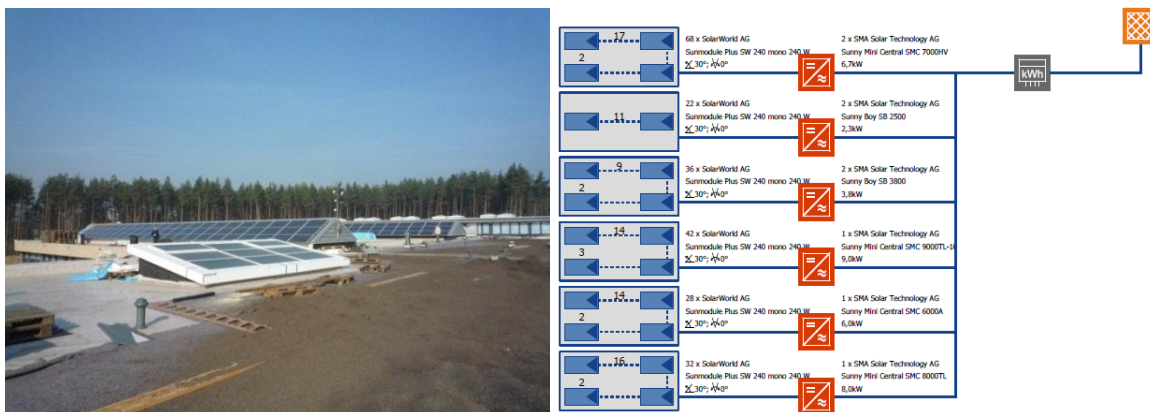 17
2
68 x SolarWorld AG
Sunmodule Plus SW 240 mono 240 W
30°; 0°
2 x SMA Solar Technology AG
Sunny Mini Central SMC 7000HV
6,7kW
kWh
11
22 x SolarWorld AG
Sunmodule Plus SW 240 mono 240 W
30°; 0°
2 x SMA Solar Technology AG
Sunny Boy SB 2500
2,3kW
9
2
36 x SolarWorld AG
Sunmodule Plus SW 240 mono 240 W
30°; 0°
2 x SMA Solar Technology AG
Sunny Boy SB 3800
3,8kW
14
3
42 x SolarWorld AG
Sunmodule Plus SW 240 mono 240 W
30°; 0°
1 x SMA Solar Technology AG
Sunny Mini Central SMC
9,0kW
14
2
28 x SolarWorld AG
Sunmodule Plus SW 240 mono 240 W
30°; 0°
1 x SMA Solar Technology AG
Sunny Mini Central SMC 6000A
6,0kW
16
2
32 x SolarWorld AG
Sunmodule Plus SW 240 mono 240 W
30°; 0°
1 x SMA Solar Technology AG
Sunny Mini Central SMC 8000TL
8,0kW